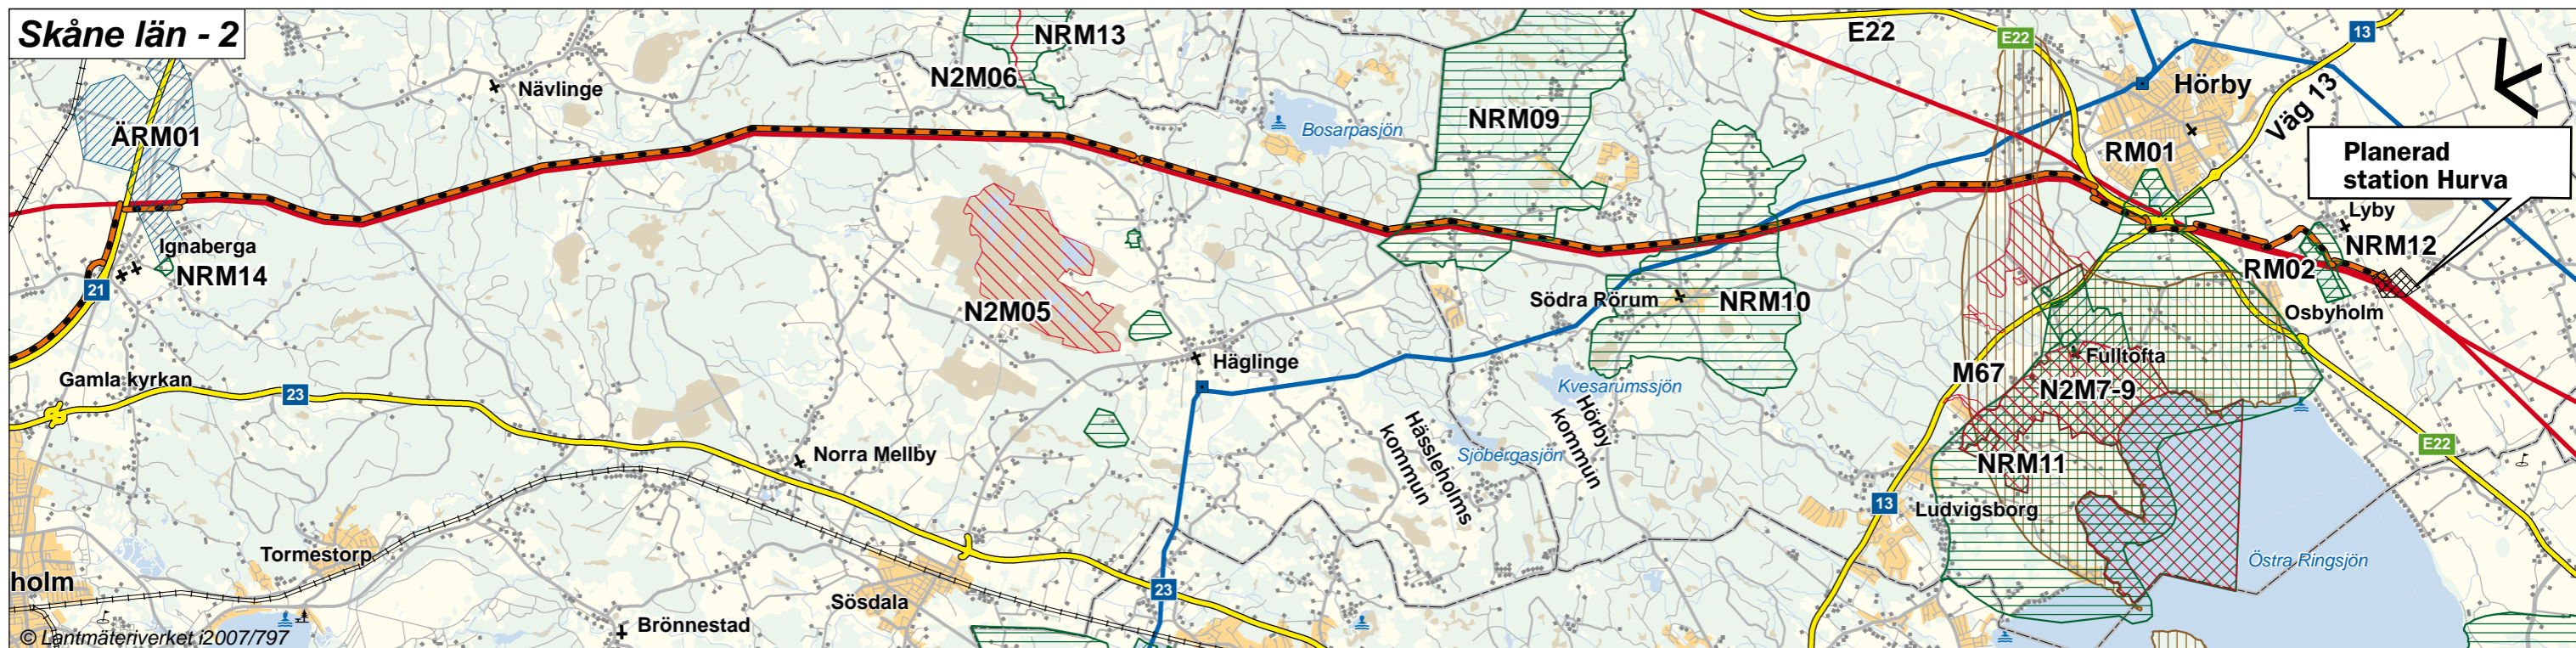 Skåne län - 2
NRM13
N2M06
Nävlinge
ÄRM01
Bosarpasjön
NRM09
E22
E22
13
Hörby
Väg 13
RM01
Planerad
station Hurva
Lyby
NRM12
RM02
Osbyholm
Ignaberga
NRM14
21
N2M05
Södra Rörum
NRM10
Häglinge
Kvesarumssjön
Fulltofta
M67
N2M7-9
Gamla kyrkan
23
Hässleholms
kommun
Hörby
kommun
Sjöbergasjön
Norra Mellby
NRM11
E22
13
Ludvigsborg
Tormestorp
holm
Sösdala
23
Östra Ringsjön
Brönnestad
© Lantmäteriverket i2007/797